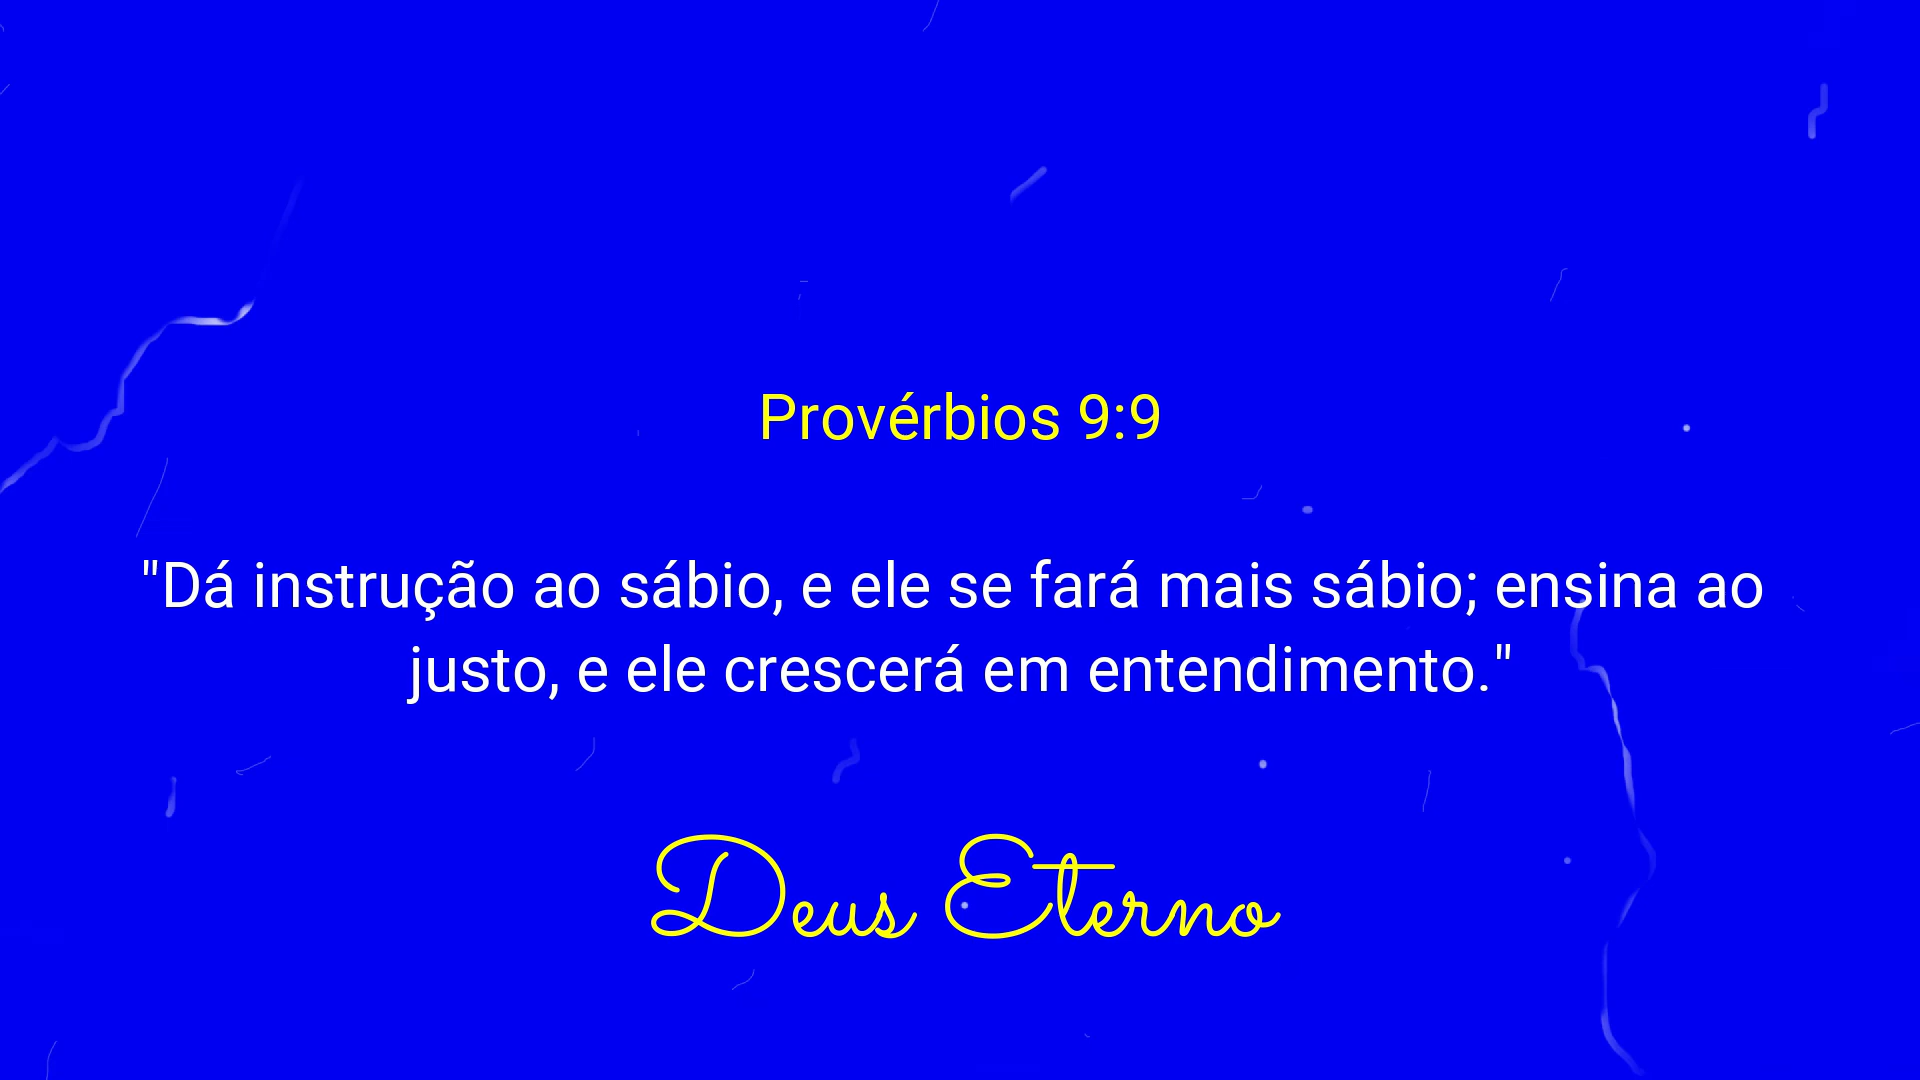 Provérbios 9:9
"Dá instrução ao sábio, e ele se fará mais sábio; ensina ao
justo, e ele crescerá em entendimento."
Deus Eterno